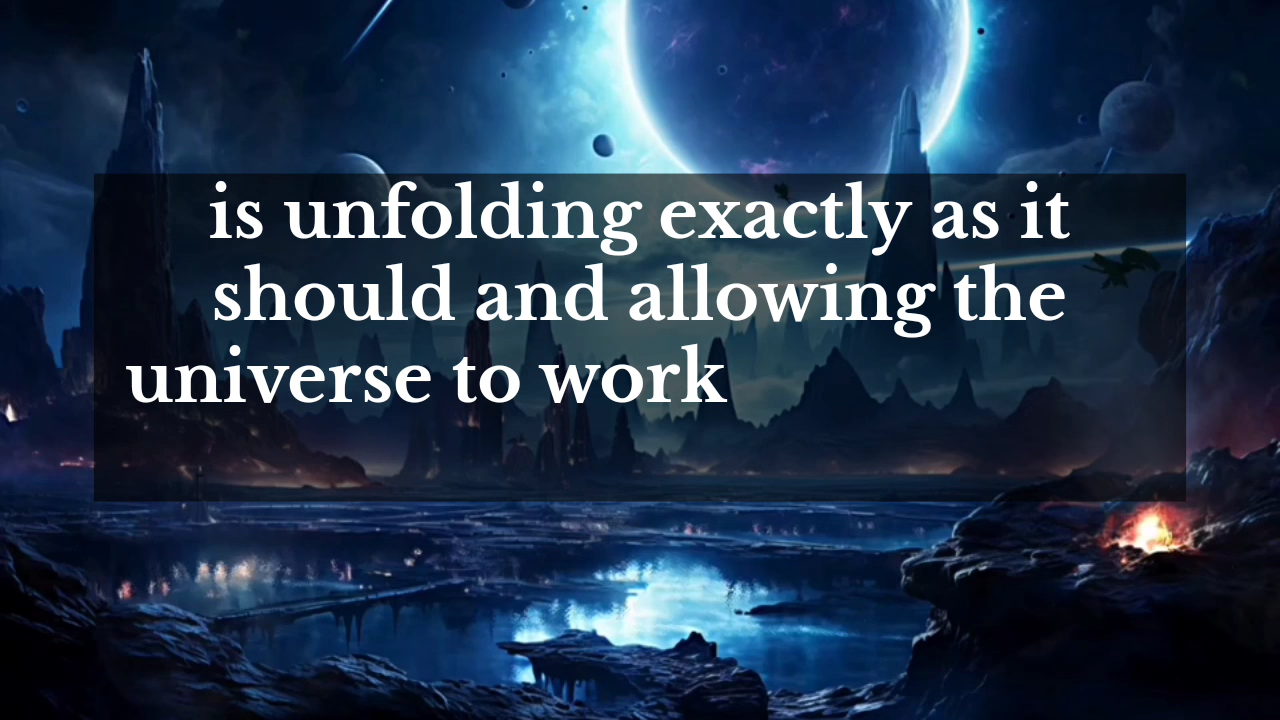 is unfolding exactly as it
should and allowing the
universe to work